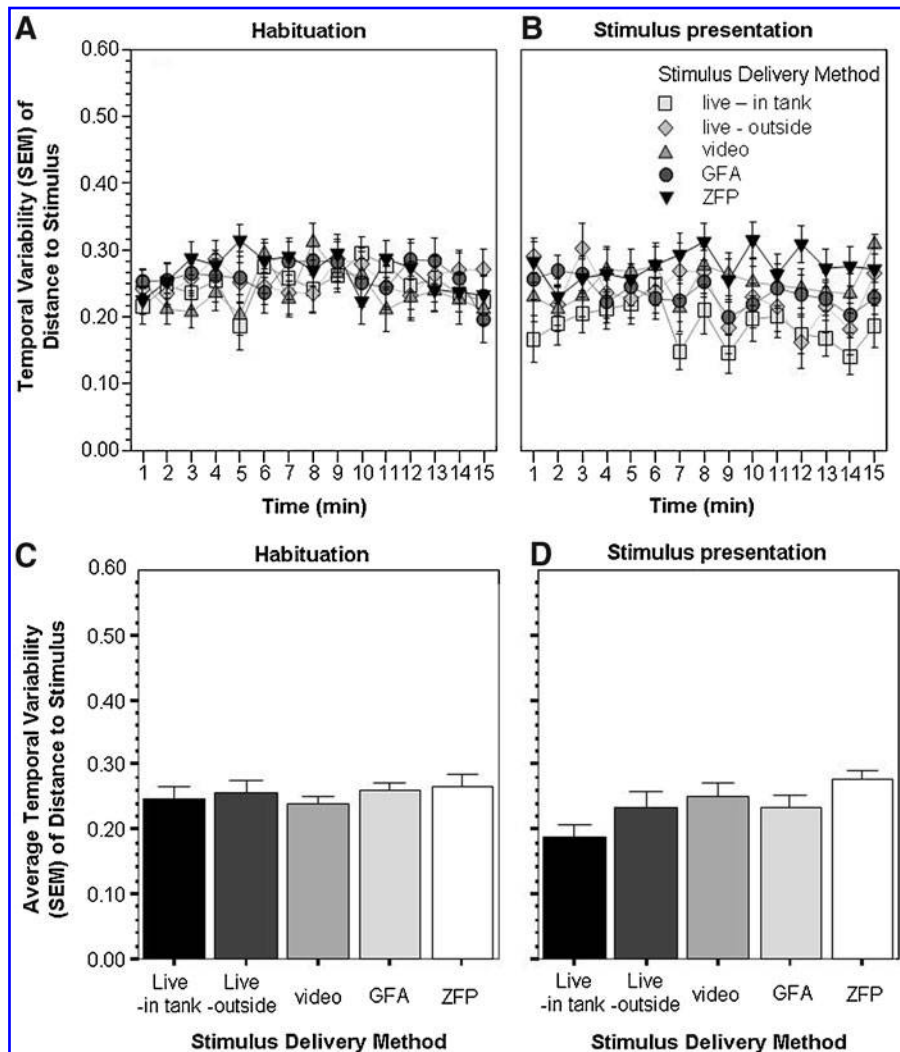 A
Habituation
B
Stimulus presentation
Temporal Variability (SEM) of
Distance to Stimulus
0.60
0.50
0.40
0.30
0.20
0.10
0.00
Stimulus Delivery Method
live – in tank
live - outside
video
GFA
ZFP
1 2 3 4 5 6 7 8 9 10 11 12 13 14 15
1 2 3 4 5 6 7 8 9 10 11 12 13 14 15
Time (min)
Time (min)
C
Habituation
D
Stimulus presentation
Average Temporal Variability
(SEM) of Distance to Stimulus
0.60
0.50
0.40
0.30
0.20
0.10
0.00
Live
-in tank
Live
-outside
video
GFA
ZFP
Live
-in tank
Live
-outside
video
GFA
ZFP
Stimulus Delivery Method
Stimulus Delivery Method